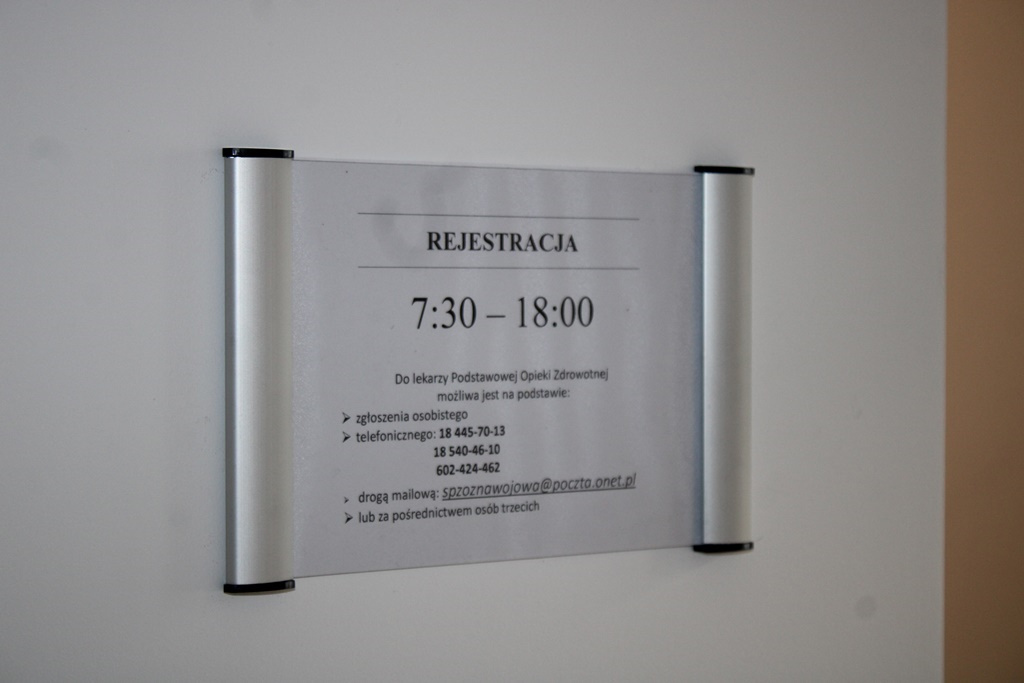 REJESTRACJA
7:30 – 18:00
Do lekarzy Podstawowej Opieki Zdrowotnej
możliwa jest na podstawie:
➢ zgłoszenia osobistego
➢ telefonicznego: 18 445-70-13
18 540-46-10
602-424-462
➢ drogą mailową: spzoznawojowa@poczta.onet.pl
➢ lub za pośrednictwem osób trzecich